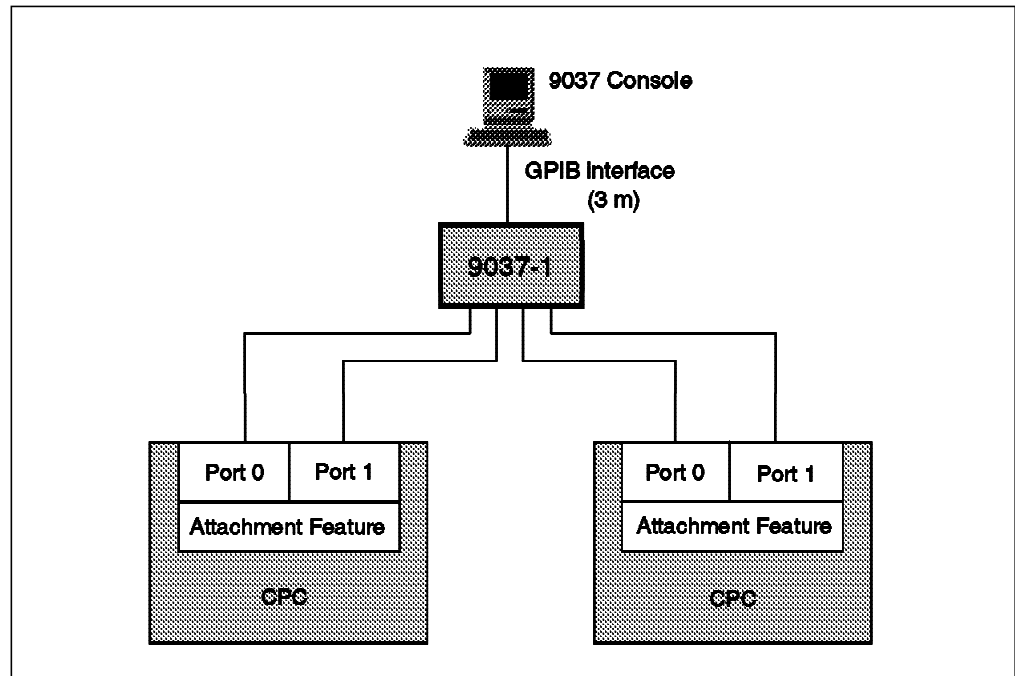 9037 Console
GPIB Interface
(3 m)
9037-1
Port 0
Port 1
Port 0
Port 1
Attachment Feature
Attachment Feature
CPC
CPC